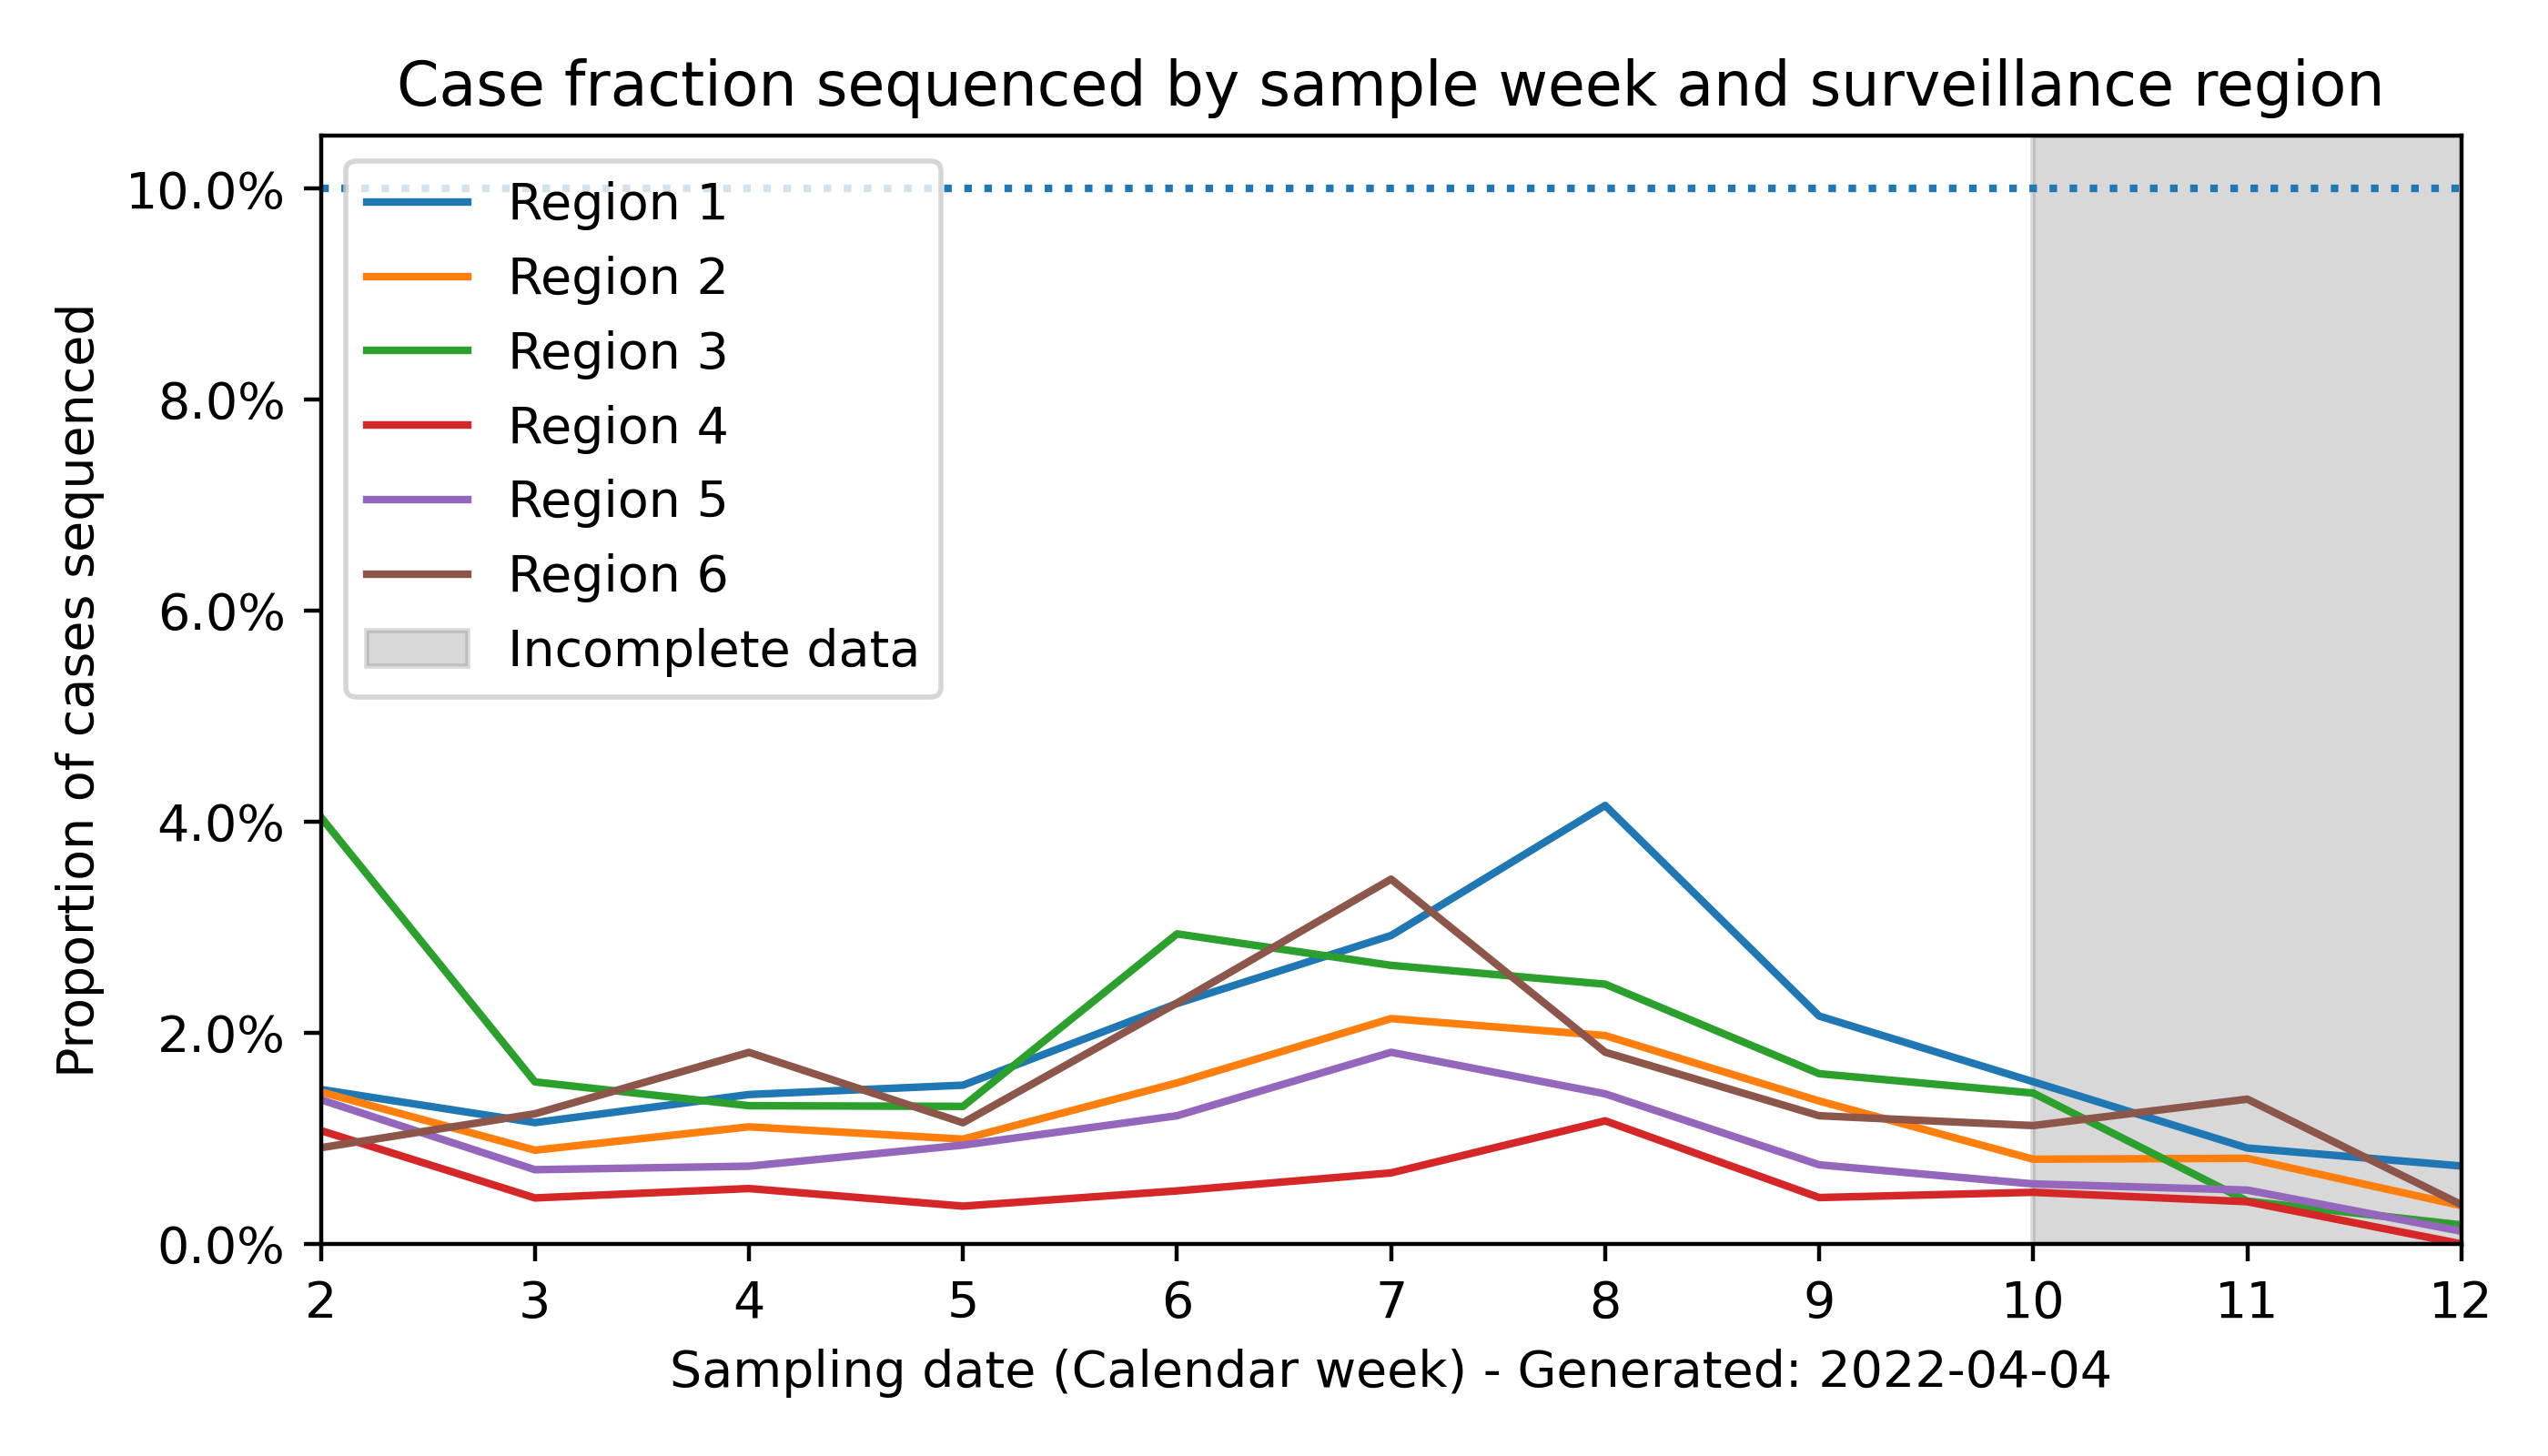 Case fraction sequenced by sample week and surveillance region
Proportion of cases sequenced
10.0%
8.0%
6.0%
4.0%
2.0%
0.0%
Region 1
Region 2
Region 3
Region 4
Region 5
Region 6
Incomplete data
2 3 4 5 6 7 8 9 10 11 12
Sampling date (Calendar week) - Generated: 2022-04-04